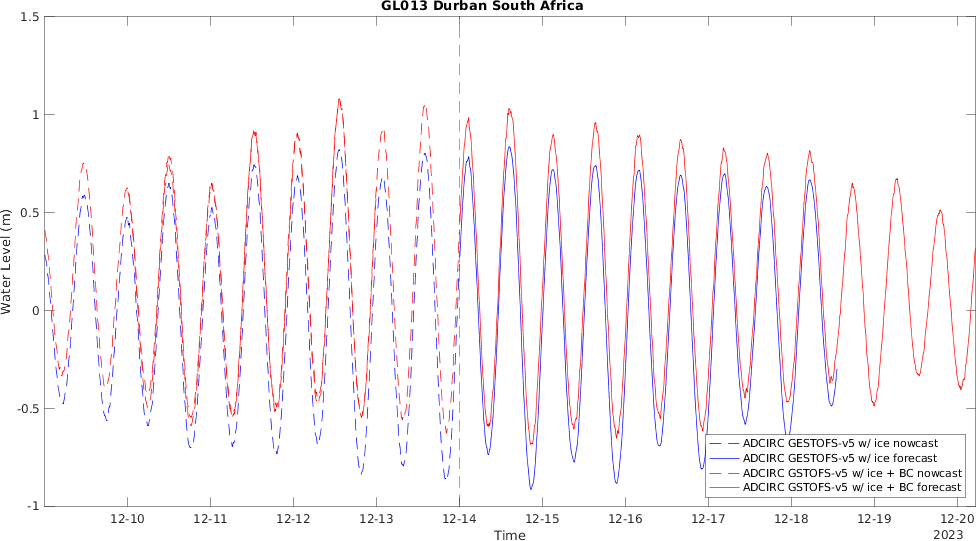 GL013 Durban South Africa
1.5
1
0.5
0
-0.5
-1
Water Level (m)
12-10 12-11 12-12 12-13 12-14 12-15 12-16 12-17 12-18 12-19 12-20
Time
2023
ADCIRC GESTOFS-v5 w/ ice nowcast
ADCIRC GESTOFS-v5 w/ ice forecast
ADCIRC GSTOFS-v5 w/ ice + BC nowcast
ADCIRC GSTOFS-v5 w/ ice + BC forecast